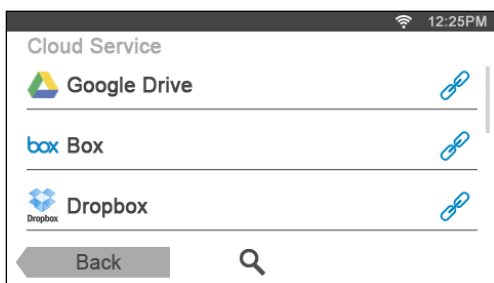 12:25PM
Cloud Service
Google Drive
box Box
Dropbox Dropbox
Back